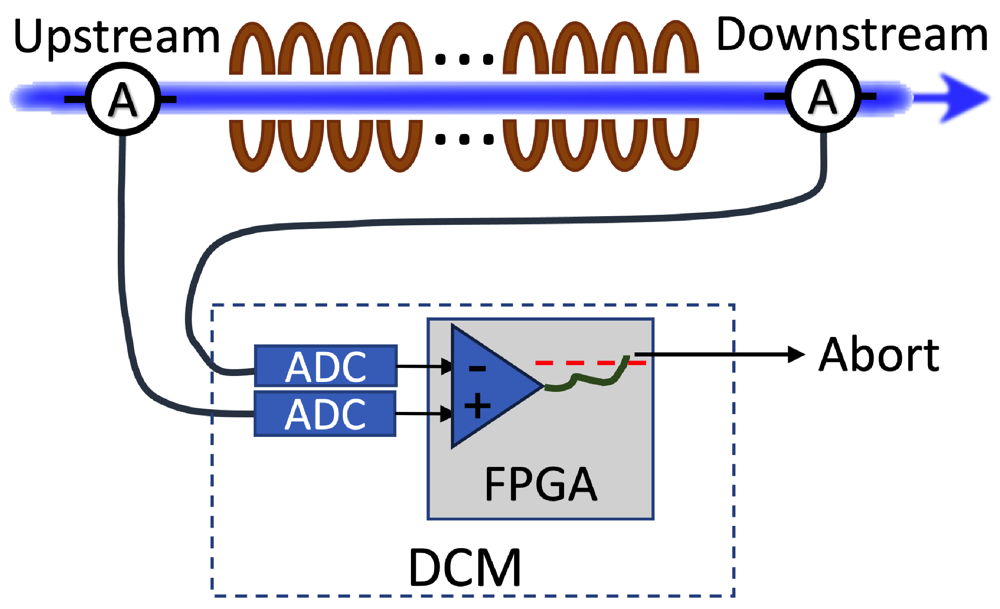 Upstream
Downstream
A
A
...
...
ADC
-
Abort
ADC
+
FPGA
DCM